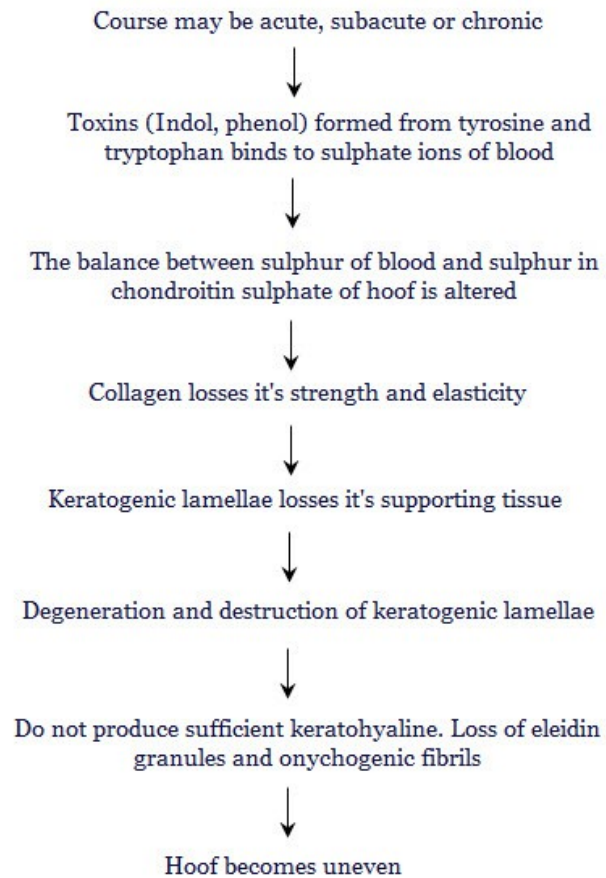 Course may be acute, subacute or chronic
Toxins (Indol, phenol) formed from tyrosine and
tryptophan binds to sulphate ions of blood
The balance between sulphur of blood and sulphur in
chondroitin sulphate of hoof is altered
Collagen losses it's strength and elasticity
Keratogenic lamellae losses it's supporting tissue
Degeneration and destruction of keratogenic lamellae
Do not produce sufficient keratohyaline. Loss of eleidin
granules and onychogenic fibrils
Hoof becomes uneven